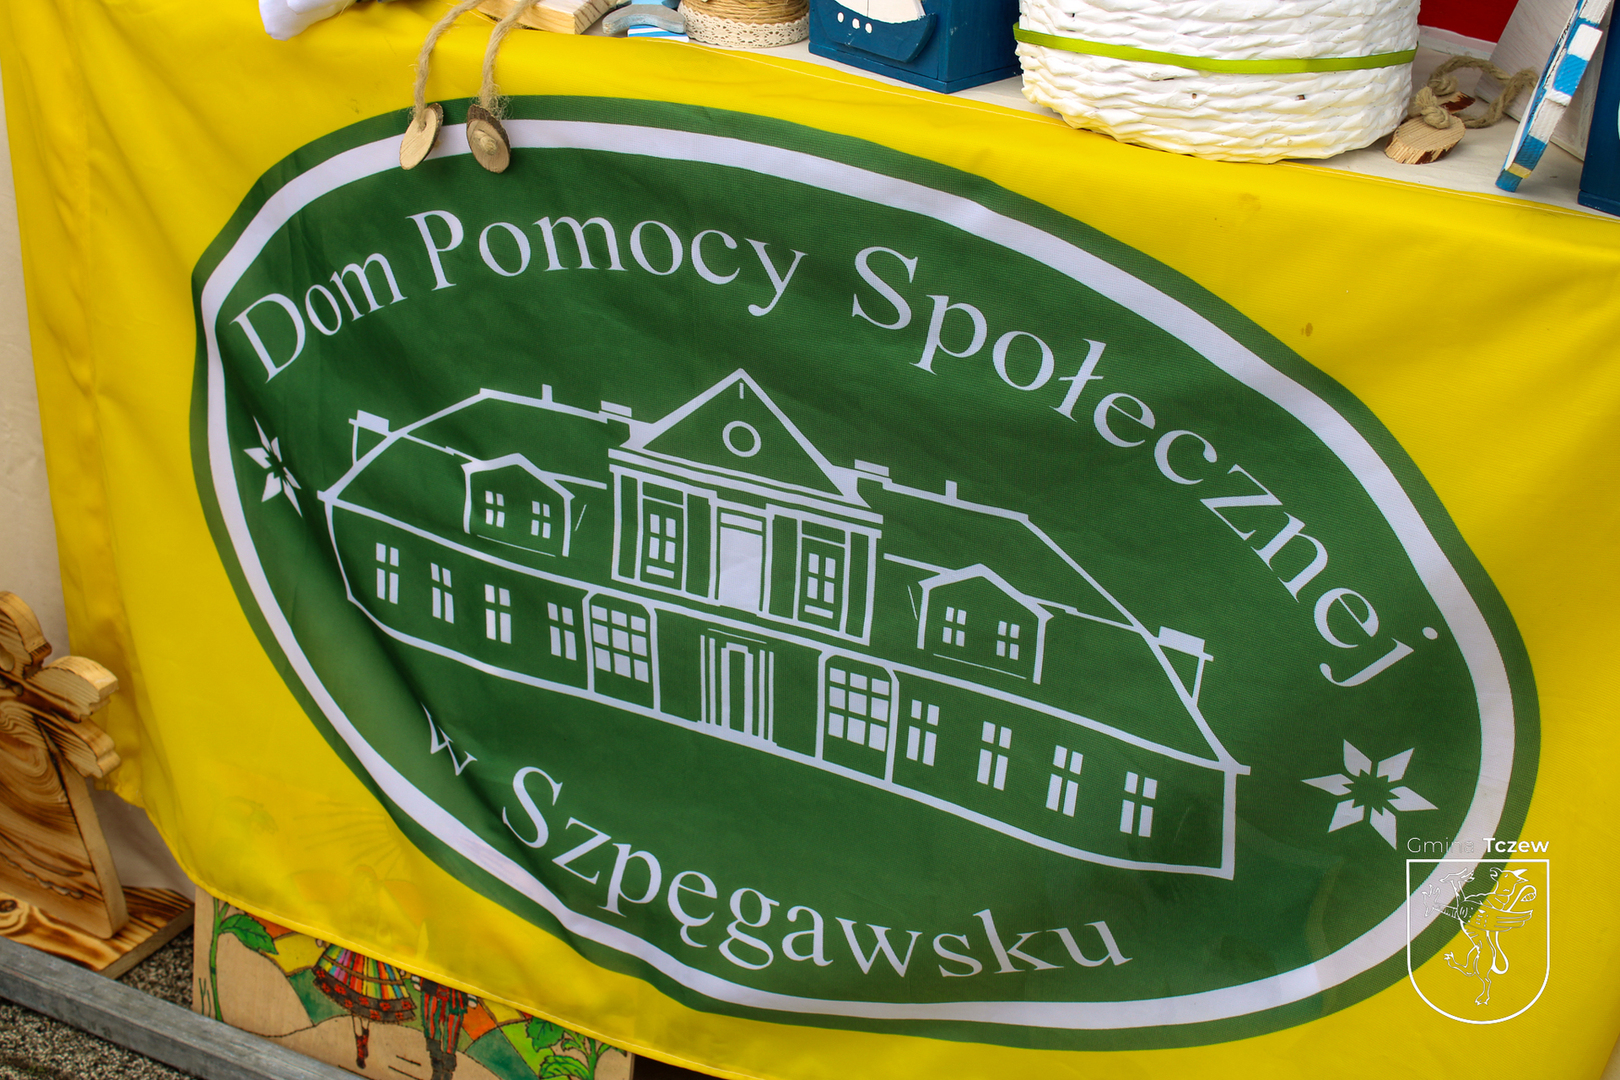 Dom Pomocy Społecznej
w Szpęgawsku
Gmina Tczew